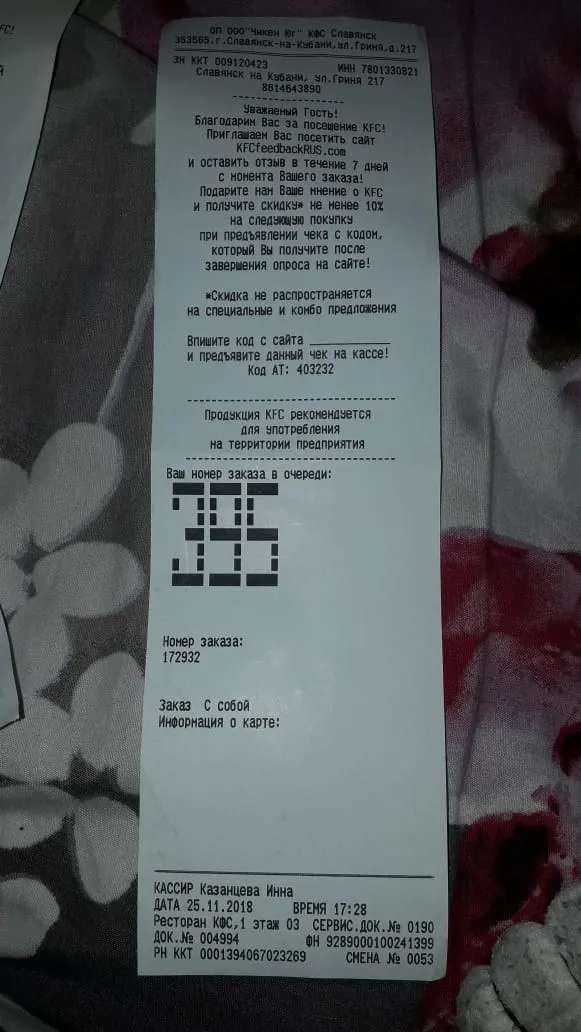 ОП ООО"Чикен Юг" КФС Славянск
353565,г.Славянск-на-Кубани,ул.Гриня,д.217
ЗН ККТ 009120423 ИНН 7801330821
Славянск на Кубани, ул.Гриня 217
8614643890
Уважаемый Гость!
Благодарим Вас за посещение KFC!
Приглашаем Вас посетить сайт
KFCfeedbackRUS.com
и оставить отзыв в течение 7 дней
с момента Вашего заказа!
Подарите нам Ваше мнение о KFC
и получите скидку* не менее 10%
на следующую покупку
при предъявлении чека с кодом,
который Вы получите после
завершения опроса на сайте!
*Скидка не распространяется
на специальные и комбо предложения
Впишите код с сайта ____________
и предъявите данный чек на кассе!
Код АТ: 403232
Продукция KFC рекомендуется
для употребления
на территории предприятия
Ваш номер заказа в очереди:
Номер заказа:
172932
Заказ С собой
Информация о карте:
КАССИР Казанцева Инна
ДАТА 25.11.2018 ВРЕМЯ 17:28
Ресторан КФС,1 этаж 03 СЕРВИС.ДОК.№ 0190
ДОК.№ 004994 ФН 9289000100241399
РН ККТ 0001394067023269 СМЕНА № 0053